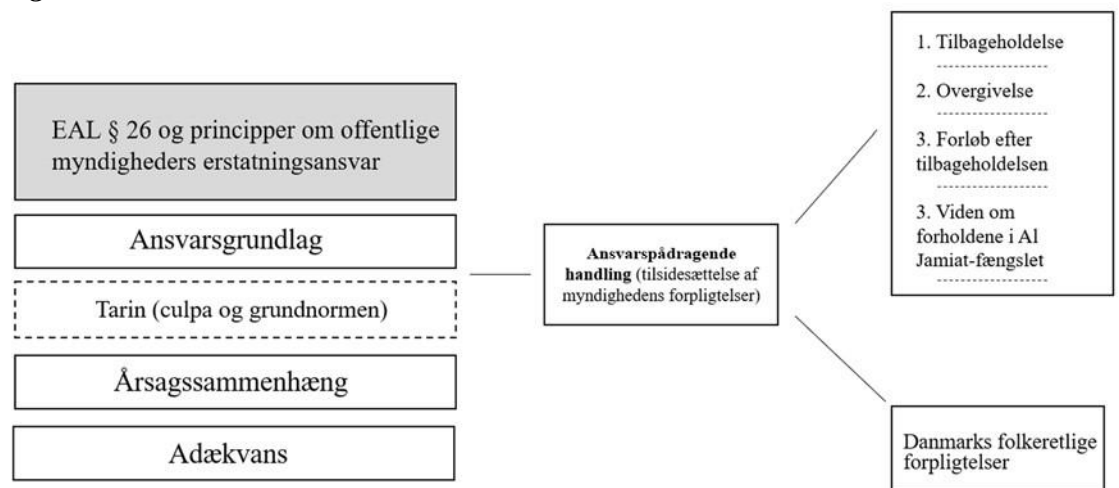 EAL § 26 og principper om offentlige
myndigheders erstatningsansvar
Ansvarsgrundlag
Tarin (culpa og grundnormen)
Årsagssammenhæng
Adækvans
Ansvarspådragende
handling (tilsidesættelse af
myndighedens forpligtelser)
1. Tilbageholdelse
2. Overgivelse
3. Forløb efter
tilbageholdelsen
3. Viden om
forholdene i Al
Jamiat-fængslet
Danmarks folkeretlige
forpligtelser